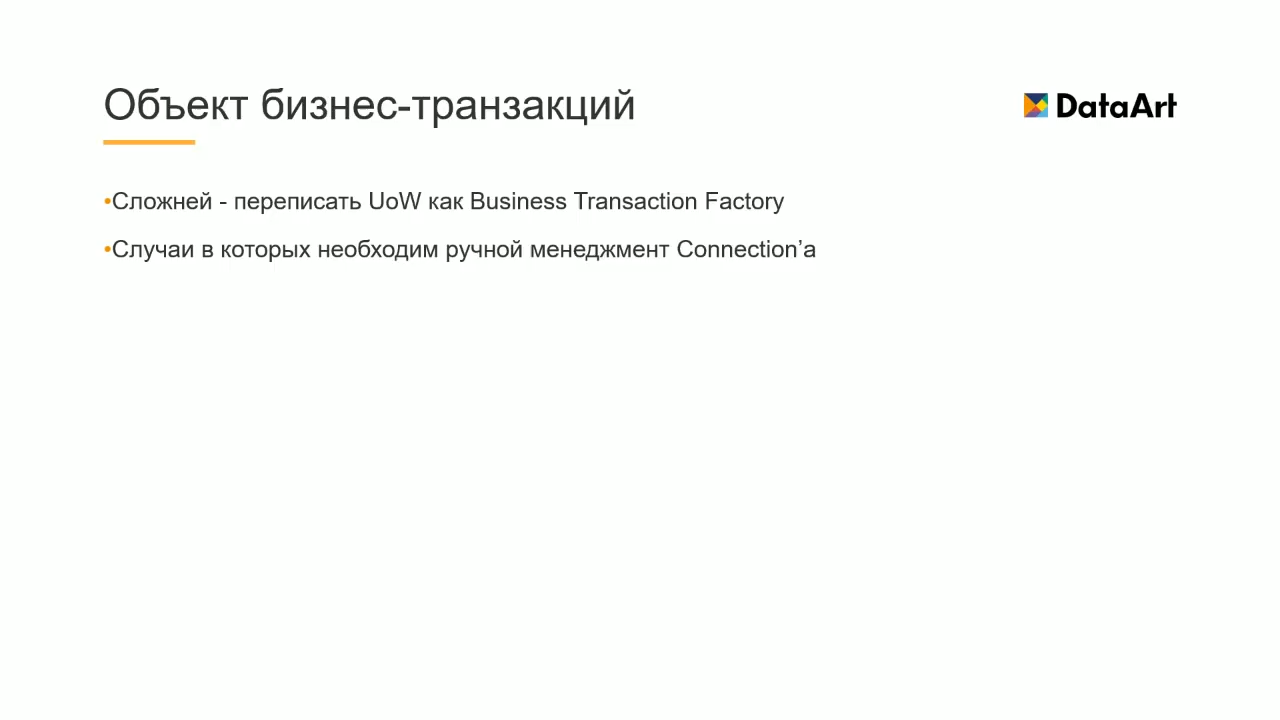 Объект бизнес-транзакций
DataArt
•Сложней - переписать UoW как Business Transaction Factory
•Случаи в которых необходим ручной менеджмент Connection’а